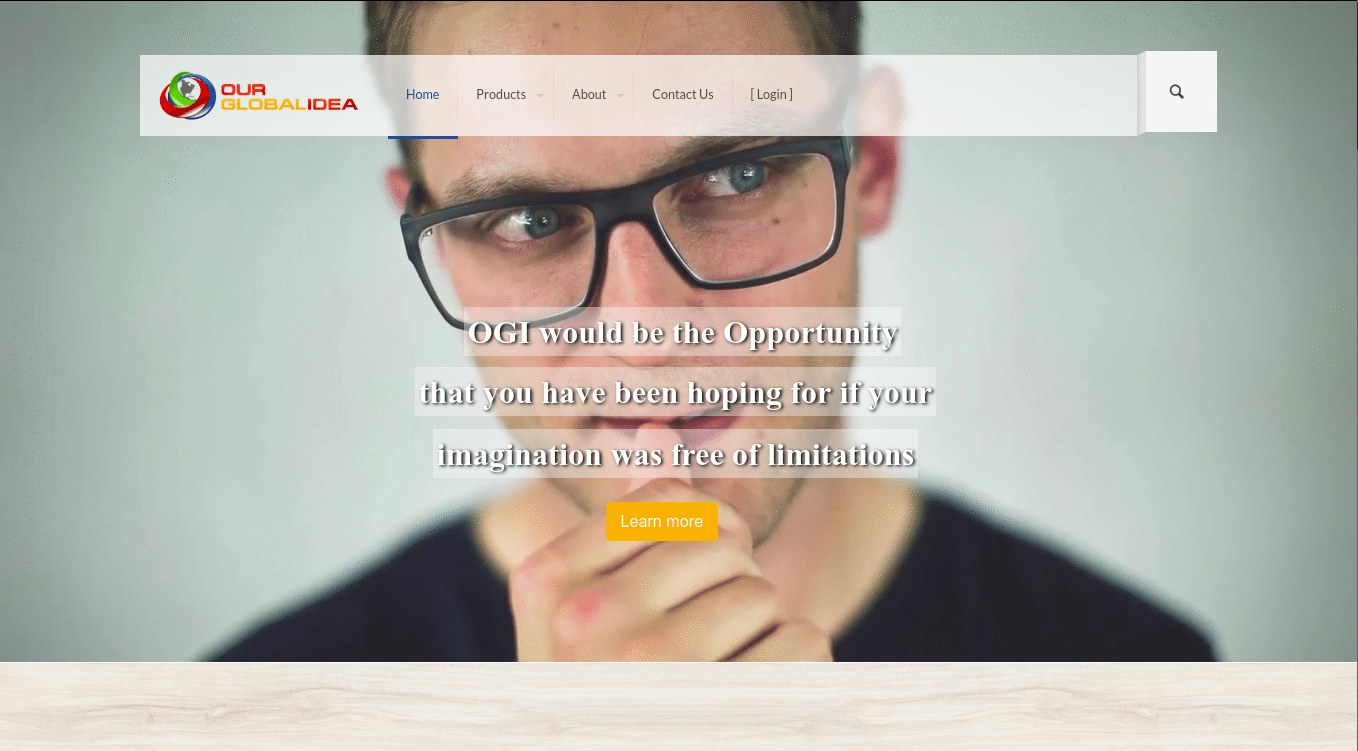 OUR
GLOBALIDEA
Home Products About Contact Us [ Login ]
OGI would be the Opportunity
that you have been hoping for if your
imagination was free of limitations
Learn more